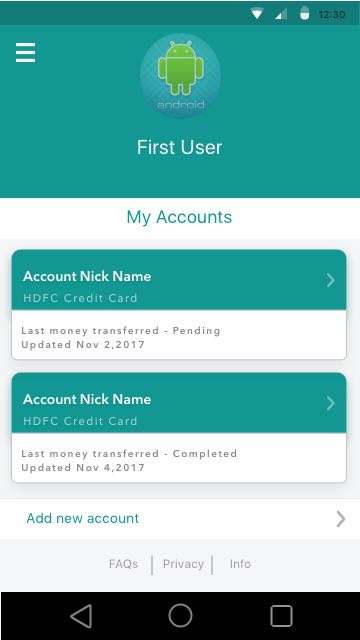 12:30
android
First User
My Accounts
Account Nick Name
HDFC Credit Card
Last money transferred - Pending
Updated Nov 2,2017
Account Nick Name
HDFC Credit Card
Last money transferred - Completed
Updated Nov 4,2017
Add new account
FAQs | Privacy | Info